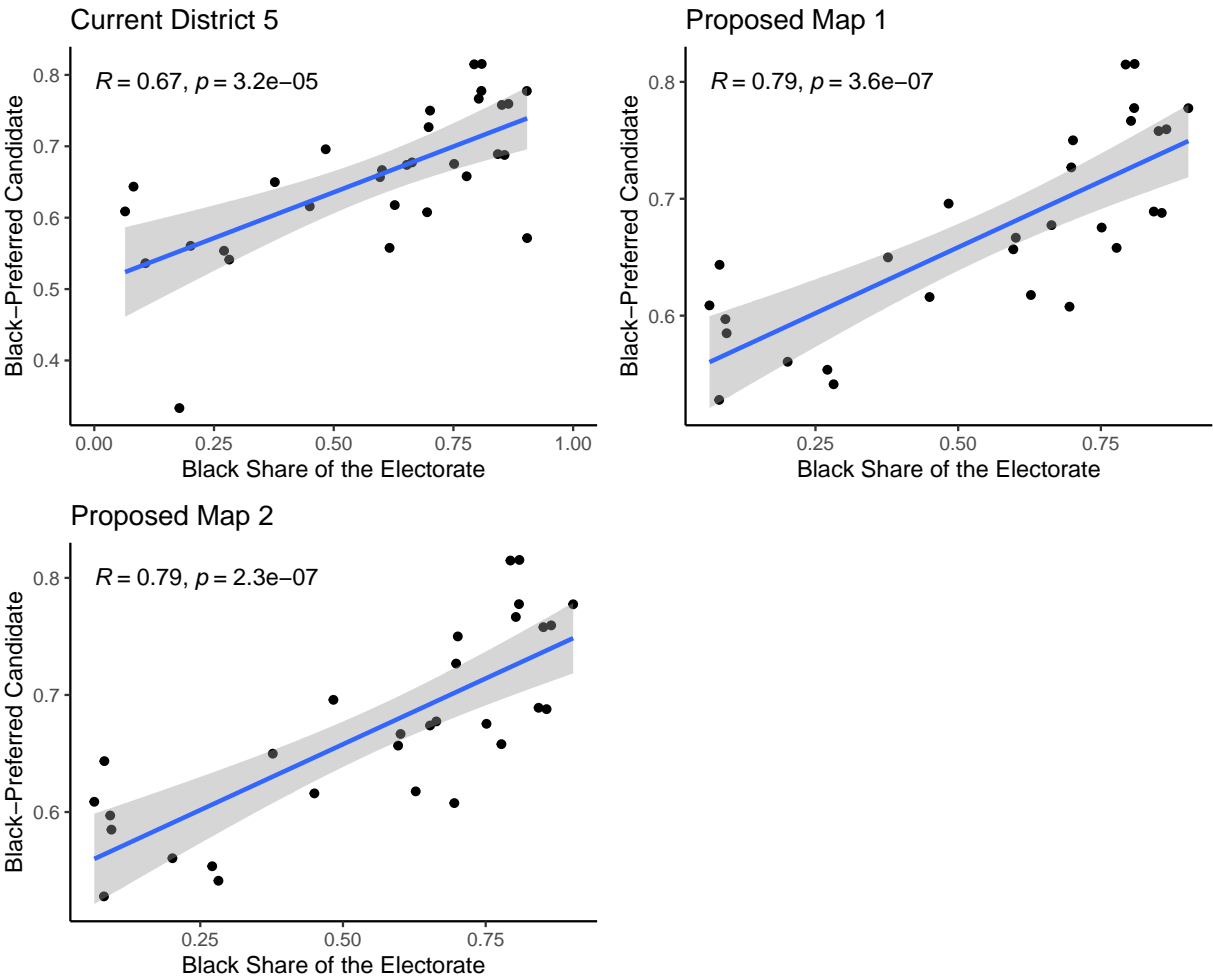 Current District 5
R = 0.67, p = 3.2e−05
0.8
0.7
0.6
0.5
0.4
Black−Preferred Candidate
0.00 0.25 0.50 0.75 1.00
Black Share of the Electorate
Proposed Map 1
R = 0.79, p = 3.6e−07
0.8
0.7
0.6
Black−Preferred Candidate
0.25 0.50 0.75
Black Share of the Electorate
Proposed Map 2
R = 0.79, p = 2.3e−07
0.8
0.7
0.6
Black−Preferred Candidate
0.25 0.50 0.75
Black Share of the Electorate